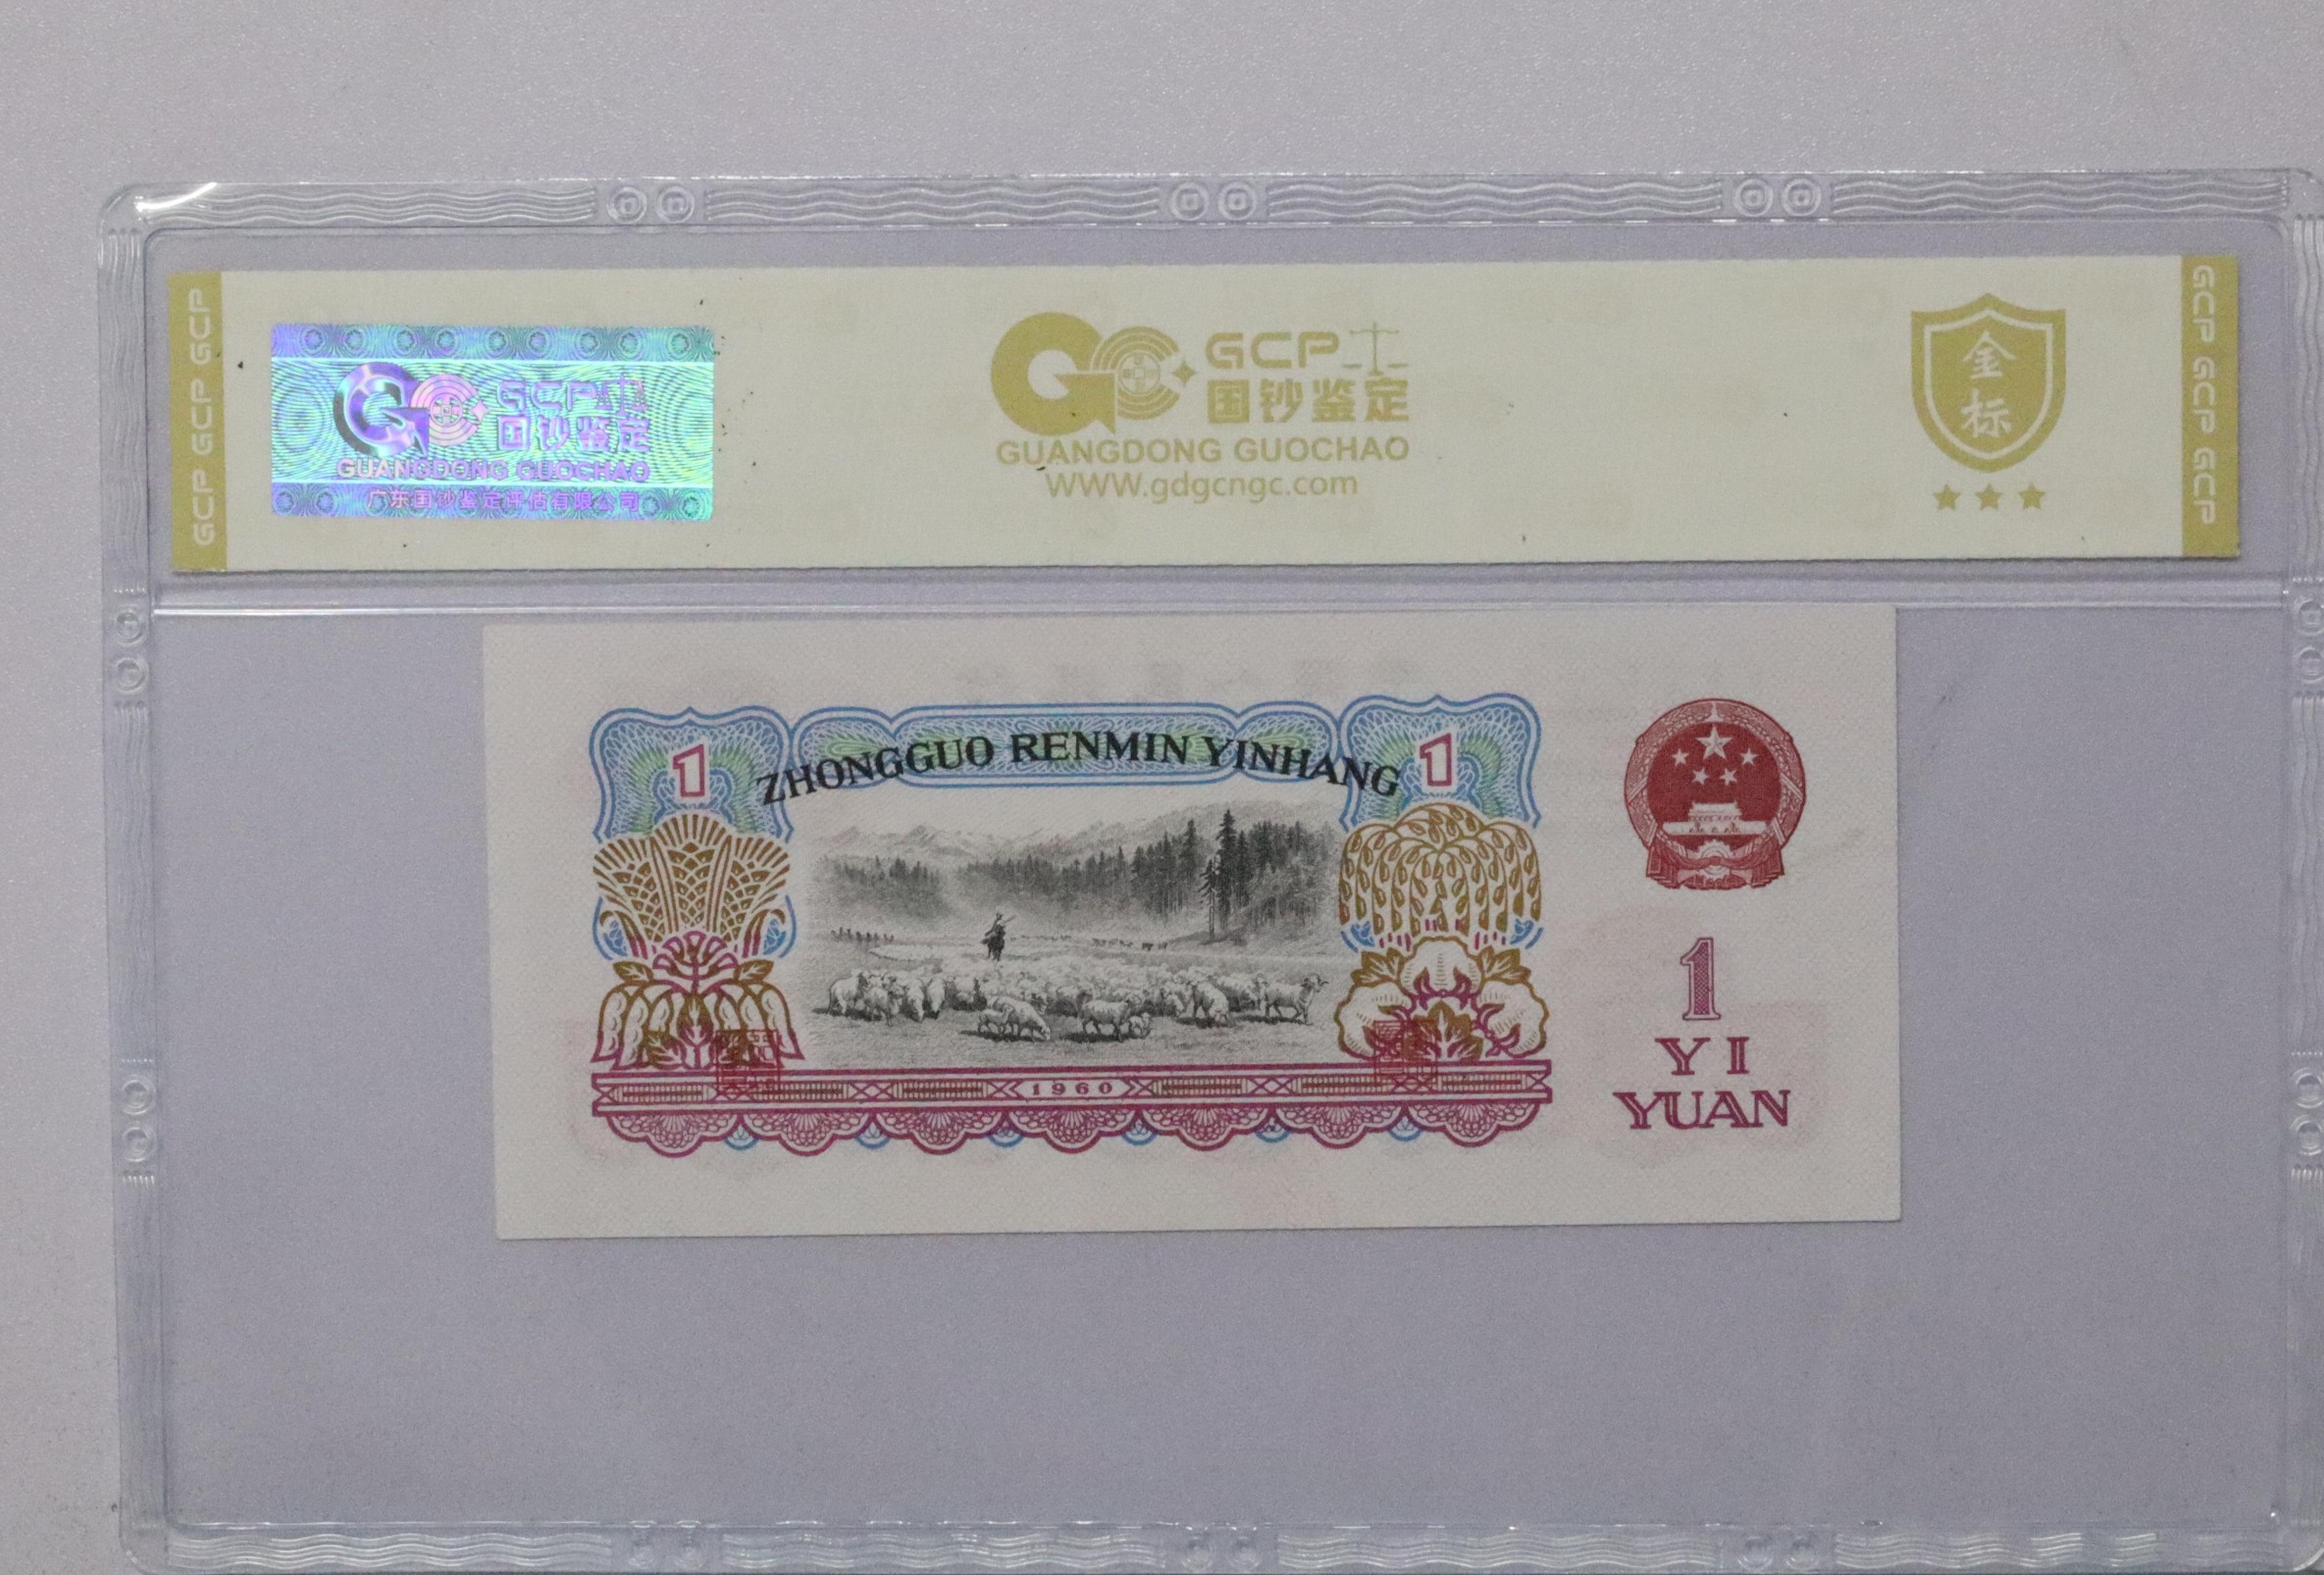 GCP GCP GCP
GCP
国钞鉴定
GUANGDONG GUOCHAO
广东国钞鉴定评估有限公司
GCP
国钞鉴定
GUANGDONG GUOCHAO
WWW.gdgcngc.com
金
标
GCP GCP GCP
1
ZHONGGUO RENMIN YINHANG
1
1960
1
YI
YUAN